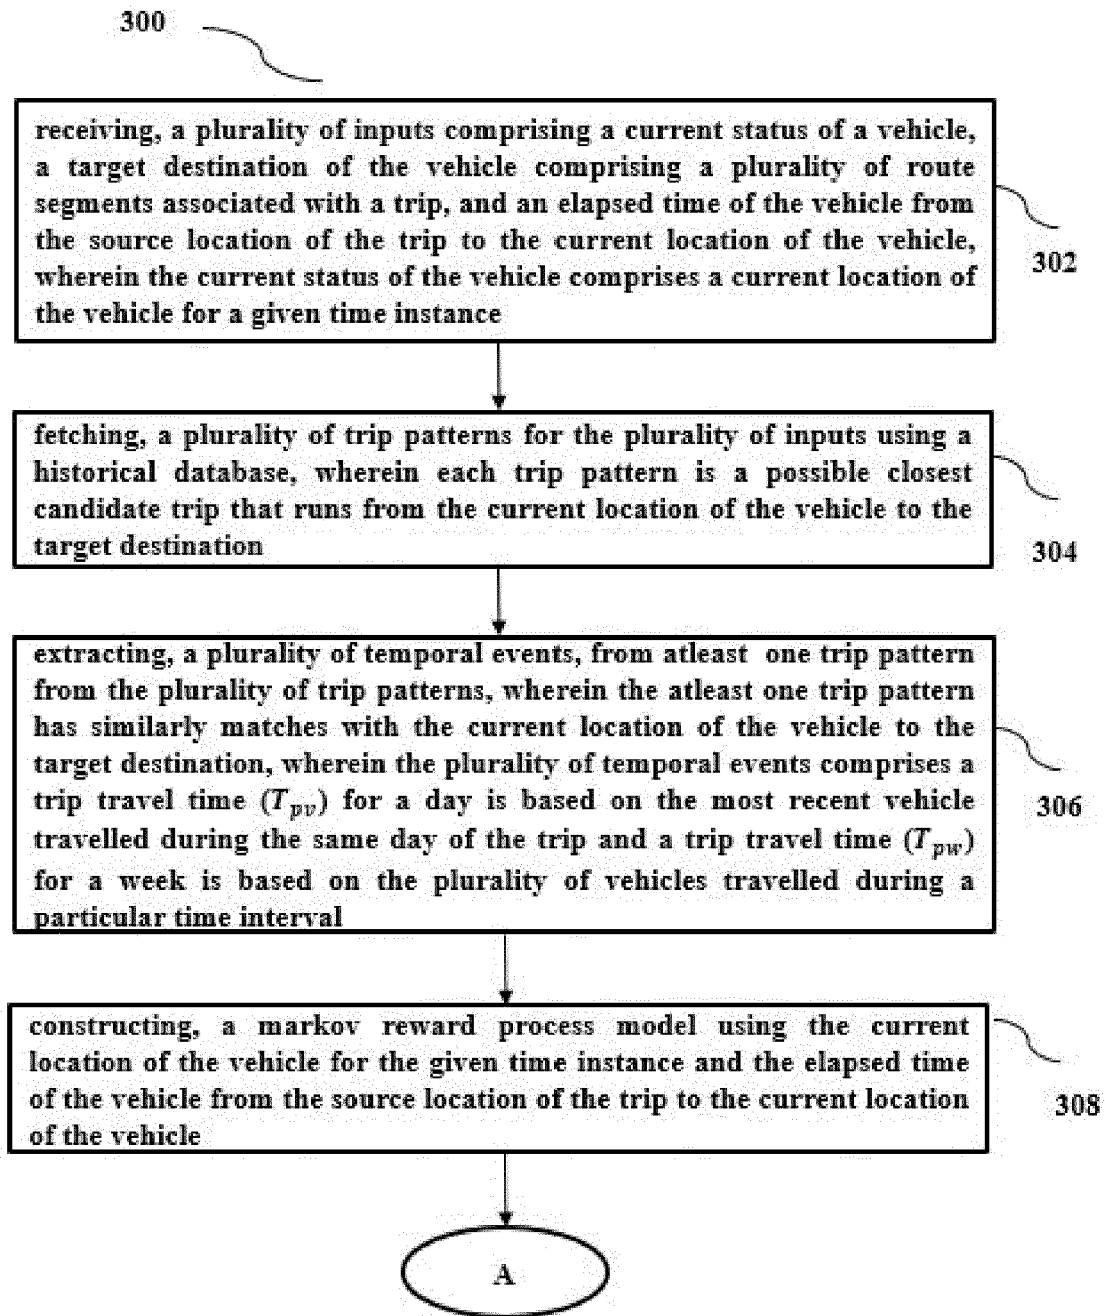 300
receiving, a plurality of inputs comprising a current status of a vehicle,
a target destination of the vehicle comprising a plurality of route
segments associated with a trip, and an elapsed time of the vehicle from
the source location of the trip to the current location of the vehicle,
wherein the current status of the vehicle comprises a current location of
the vehicle for a given time instance
302
fetching, a plurality of trip patterns for the plurality of inputs using a
historical database, wherein each trip pattern is a possible closest
candidate trip that runs from the current location of the vehicle to the
target destination
304
extracting, a plurality of temporal events, from atleast one trip pattern
from the plurality of trip patterns, wherein the atleast one trip pattern
has similarly matches with the current location of the vehicle to the
target destination, wherein the plurality of temporal events comprises a
trip travel time (T_pv) for a day is based on the most recent vehicle
travelled during the same day of the trip and a trip travel time (T_pw)
for a week is based on the plurality of vehicles travelled during a
particular time interval
306
constructing, a markov reward process model using the current
location of the vehicle for the given time instance and the elapsed time
of the vehicle from the source location of the trip to the current location
of the vehicle
308
A